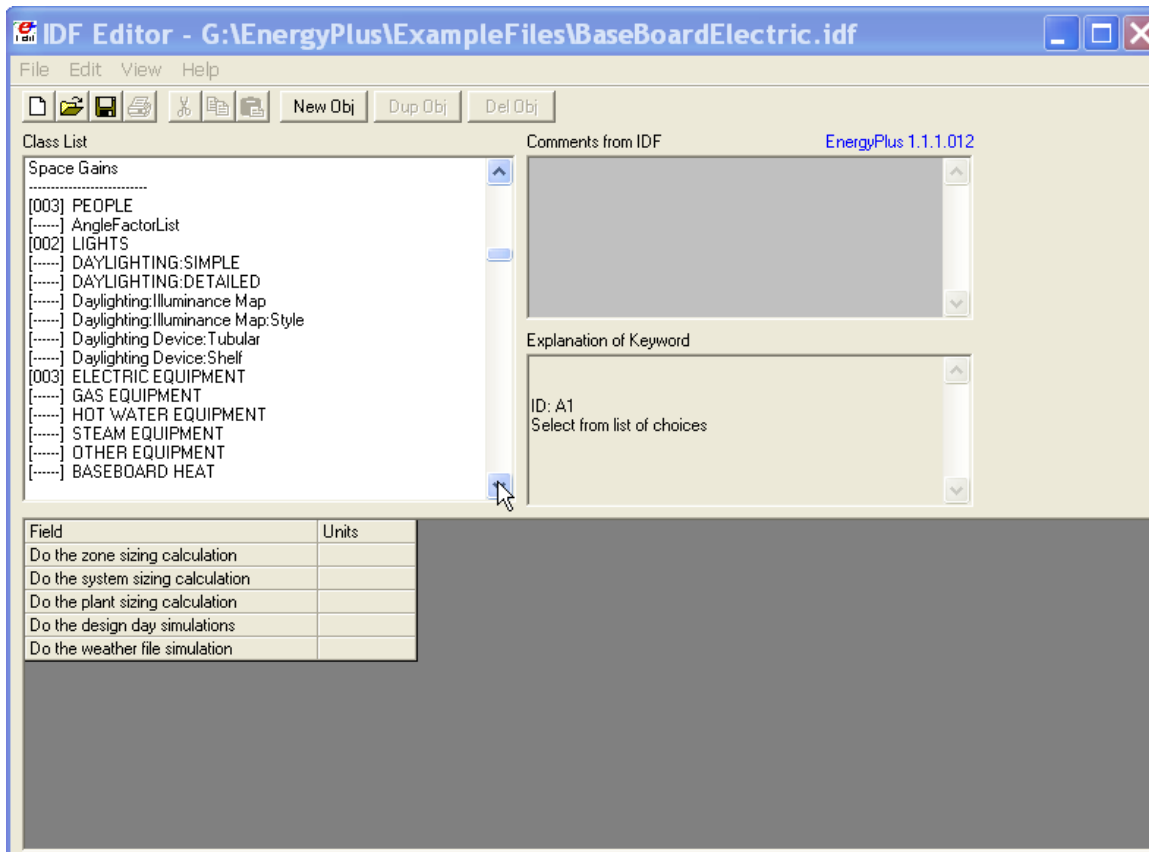 IDF Editor - G:\EnergyPlus\ExampleFiles\BaseBoardElectric.idf
File Edit View Help
New Obj Dup Obj Del Obj
Class List
Space Gains
---------------------------
[003] PEOPLE
[------] AngleFactorList
[002] LIGHTS
[------] DAYLIGHTING:SIMPLE
[------] DAYLIGHTING:DETAILED
[------] Daylighting:Illuminance Map
[------] Daylighting:Illuminance Map:Style
[------] Daylighting Device:Tubular
[------] Daylighting Device:Shelf
[003] ELECTRIC EQUIPMENT
[------] GAS EQUIPMENT
[------] HOT WATER EQUIPMENT
[------] STEAM EQUIPMENT
[------] OTHER EQUIPMENT
[------] BASEBOARD HEAT
Comments from IDF EnergyPlus 1.1.1.012
Explanation of Keyword
ID: A1
Select from list of choices
Field Units
Do the zone sizing calculation
Do the system sizing calculation
Do the plant sizing calculation
Do the design day simulations
Do the weather file simulation